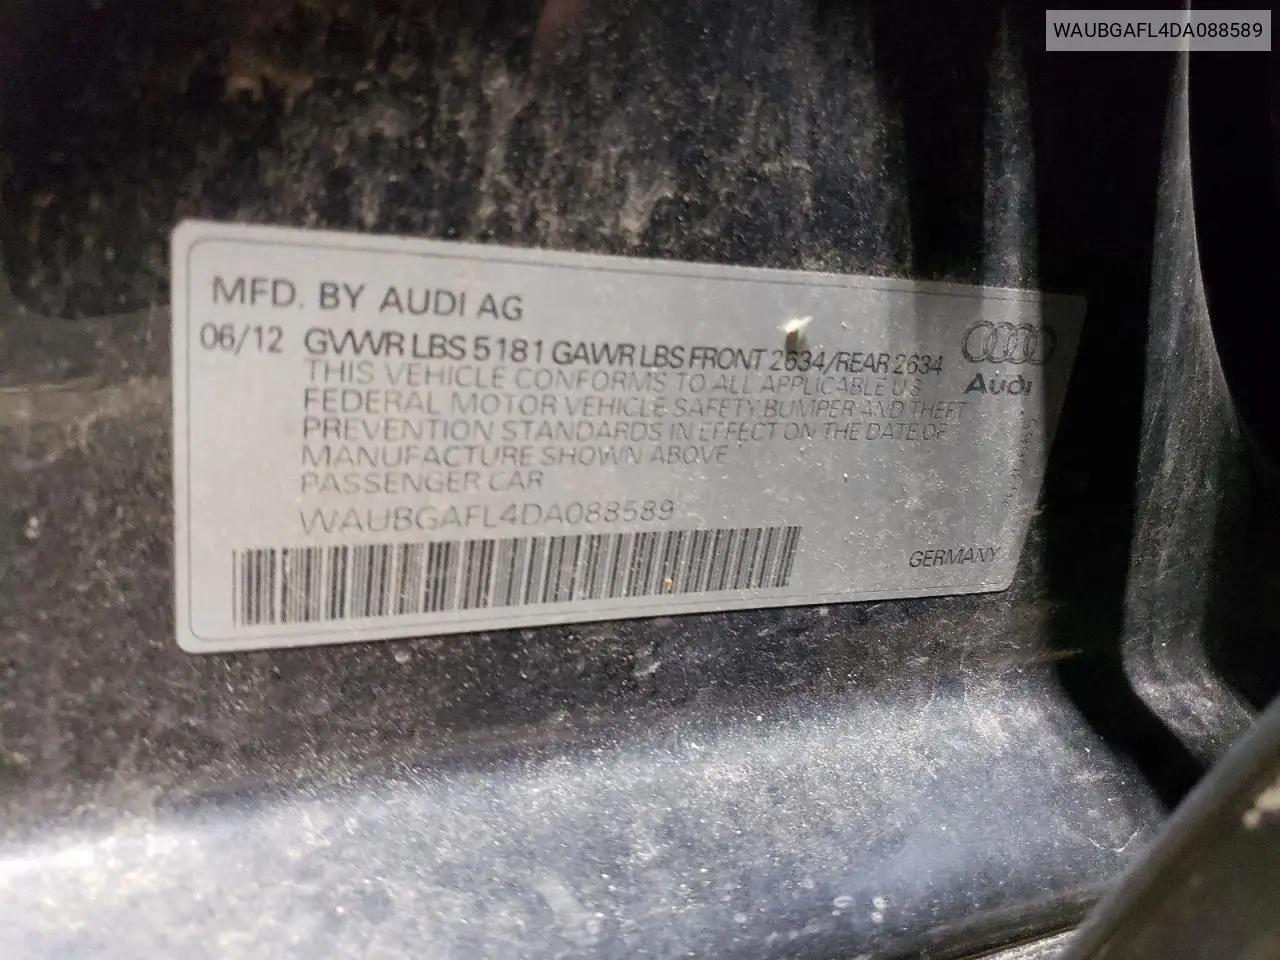 WAUBGAFL4DA088589
MFD. BY AUDI AG
06/12 GVWR LBS 5181 GAWR LBS FRONT 2634/REAR 2634
THIS VEHICLE CONFORMS TO ALL APPLICABLE U S
FEDERAL MOTOR VEHICLE SAFETY, BUMPER AND THEFT
PREVENTION STANDARDS IN EFFECT ON THE DATE OF
MANUFACTURE SHOWN ABOVE
PASSENGER CAR
WAUBGAFL4DA088589
Audi
GERMANY